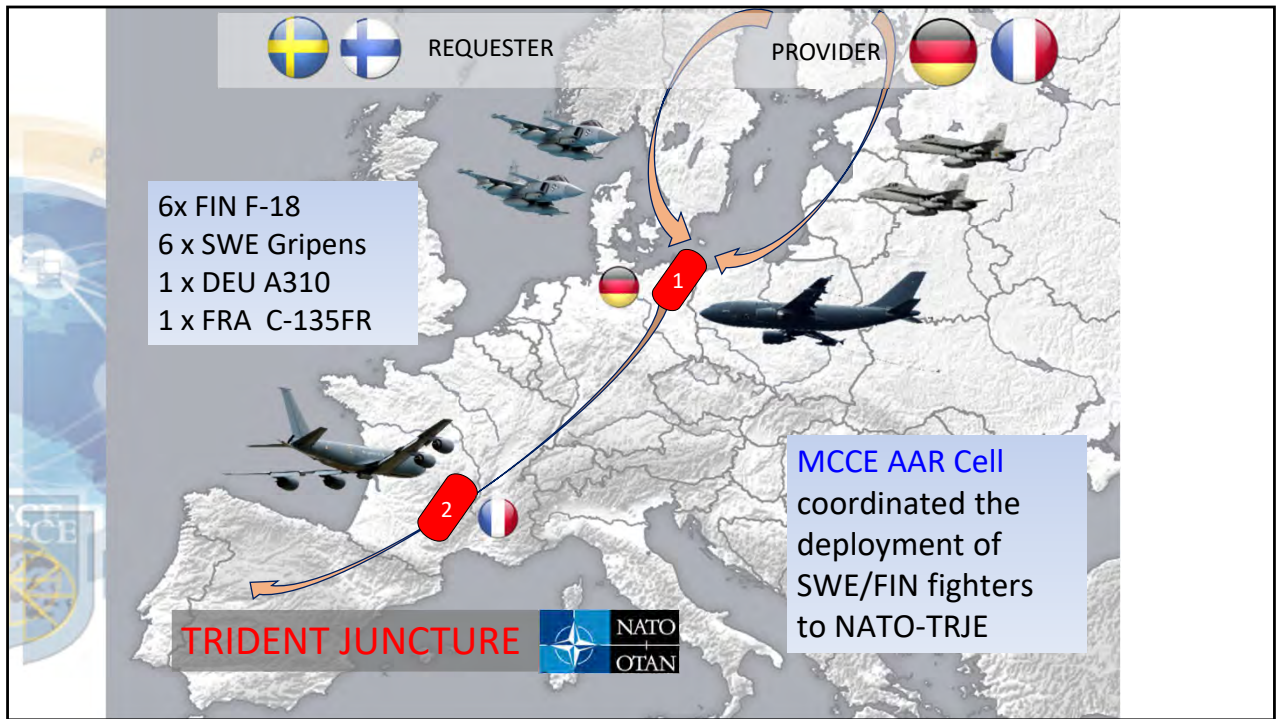 REQUESTER
PROVIDER
6x FIN F-18
6 x SWE Gripens
1 x DEU A310
1 x FRA C-135FR
1
2
MCCE AAR Cell
coordinated the
deployment of
SWE/FIN fighters
to NATO-TRJE
TRIDENT JUNCTURE
NATO
OTAN